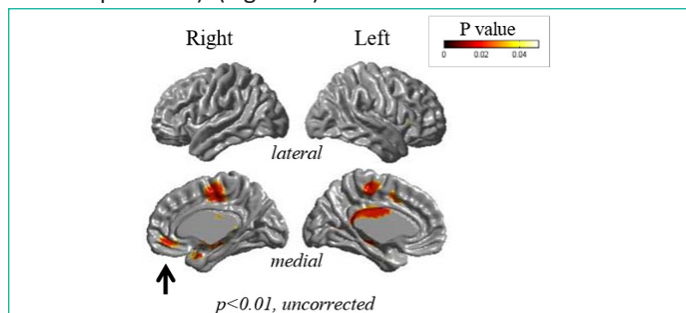 Right
Left
P value
0
0.02
0.04
lateral
medial
p<0.01, uncorrected